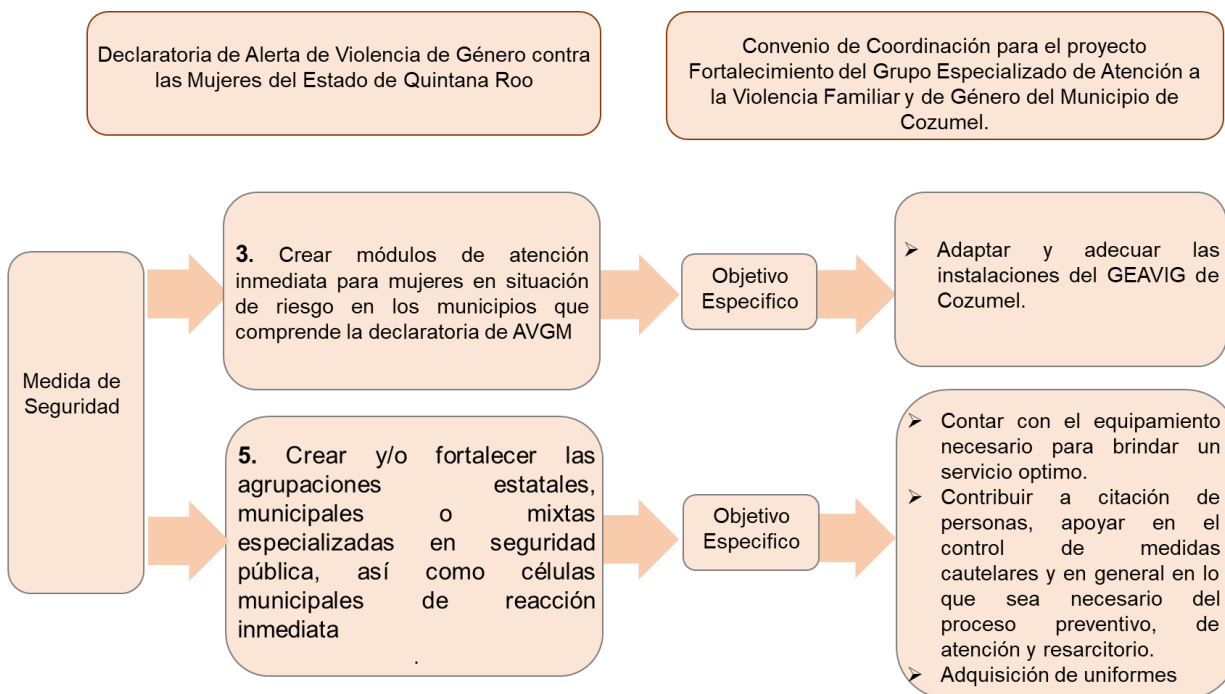 Declaratoria de Alerta de Violencia de Género contra
las Mujeres del Estado de Quintana Roo
Convenio de Coordinación para el proyecto
Fortalecimiento del Grupo Especializado de Atención a
la Violencia Familiar y de Género del Municipio de
Cozumel.
Medida de
Seguridad
3. Crear módulos de atención
inmediata para mujeres en situación
de riesgo en los municipios que
comprende la declaratoria de AVGM
Objetivo
Especifico
➢ Adaptar y adecuar las
instalaciones del GEAVIG de
Cozumel.
5. Crear y/o fortalecer las
agrupaciones estatales,
municipales o mixtas
especializadas en seguridad
pública, así como células
municipales de reacción
inmediata
.
Objetivo
Especifico
➢ Contar con el equipamiento
necesario para brindar un
servicio optimo.
➢ Contribuir a citación de
personas, apoyar en el
control de medidas
cautelares y en general en lo
que sea necesario del
proceso preventivo, de
atención y resarcitorio.
➢ Adquisición de uniformes